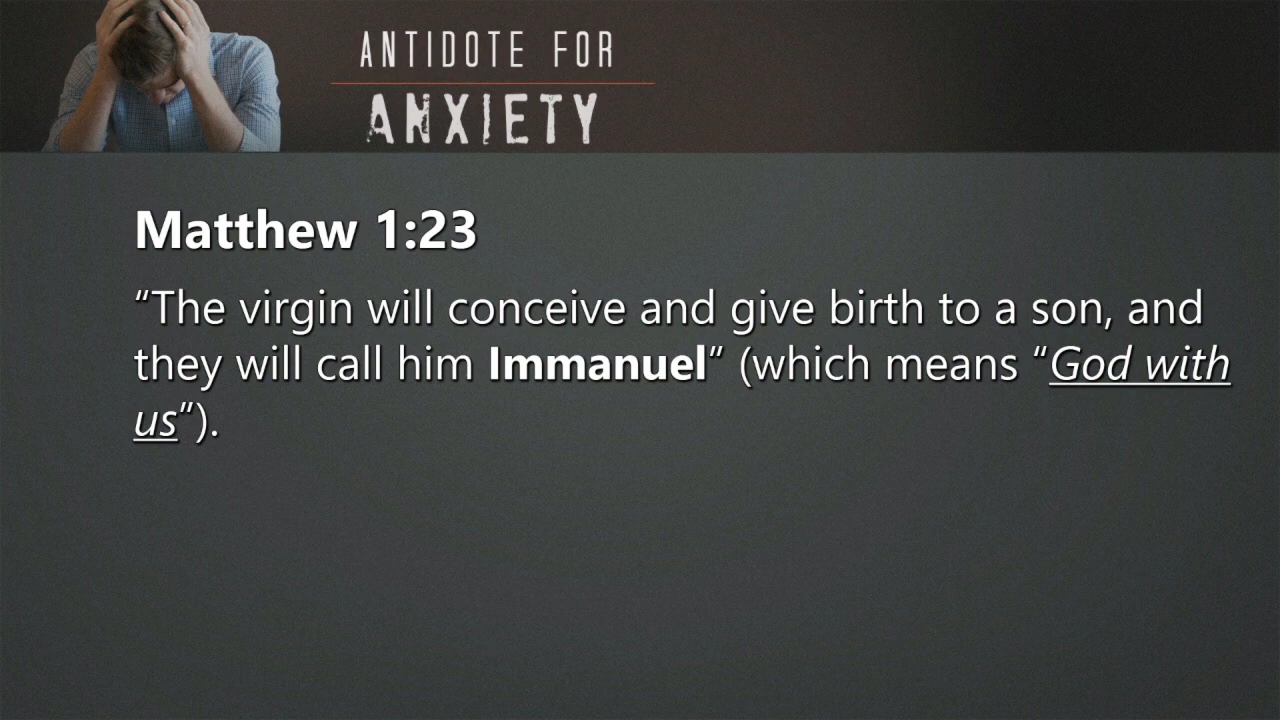 ANTIDOTE FOR
ANXIETY
Matthew 1:23
“The virgin will conceive and give birth to a son, and
they will call him Immanuel” (which means “God with
us”).